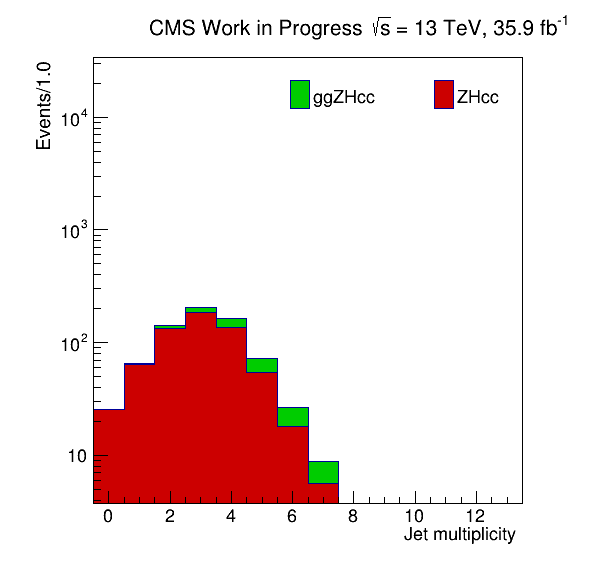 CMS Work in Progress √s = 13 TeV, 35.9 fb⁻¹
Events/1.0
ggZHcc ZHcc
10⁴
10³
10²
10
0 2 4 6 8 10 12
Jet multiplicity